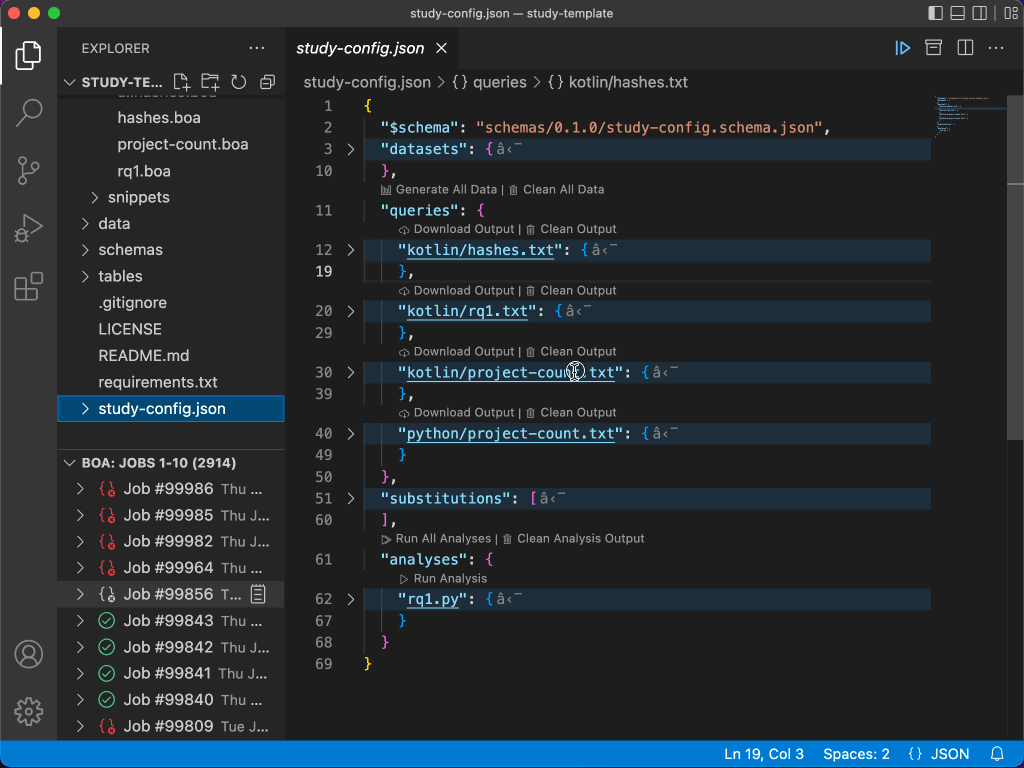 study-config.json — study-template
EXPLORER
STUDY-TE...
hashes.boa
project-count.boa
rq1.boa
snippets
data
schemas
tables
.gitignore
LICENSE
README.md
requirements.txt
study-config.json
BOA: JOBS 1-10 (2914)
Job #99986 Thu ...
Job #99985 Thu J...
Job #99982 Thu J...
Job #99964 Thu ...
Job #99856 T...
Job #99843 Thu ...
Job #99842 Thu J...
Job #99841 Thu J...
Job #99840 Thu ...
Job #99809 Tue J...
study-config.json
study-config.json > {} queries > {} kotlin/hashes.txt
1 {
2 "$schema": "schemas/0.1.0/study-config.schema.json",
3 "datasets": {â‹¯
10 },
Generate All Data | Clean All Data
11 "queries": {
Download Output | Clean Output
12 "kotlin/hashes.txt": {â‹¯
19 },
Download Output | Clean Output
20 "kotlin/rq1.txt": {â‹¯
29 },
Download Output | Clean Output
30 "kotlin/project-count.txt": {â‹¯
39 },
Download Output | Clean Output
40 "python/project-count.txt": {â‹¯
49 }
50 },
51 "substitutions": [â‹¯
60 ],
Run All Analyses | Clean Analysis Output
61 "analyses": {
Run Analysis
62 "rq1.py": {â‹¯
67 }
68 }
69 }
Ln 19, Col 3 Spaces: 2 {} JSON